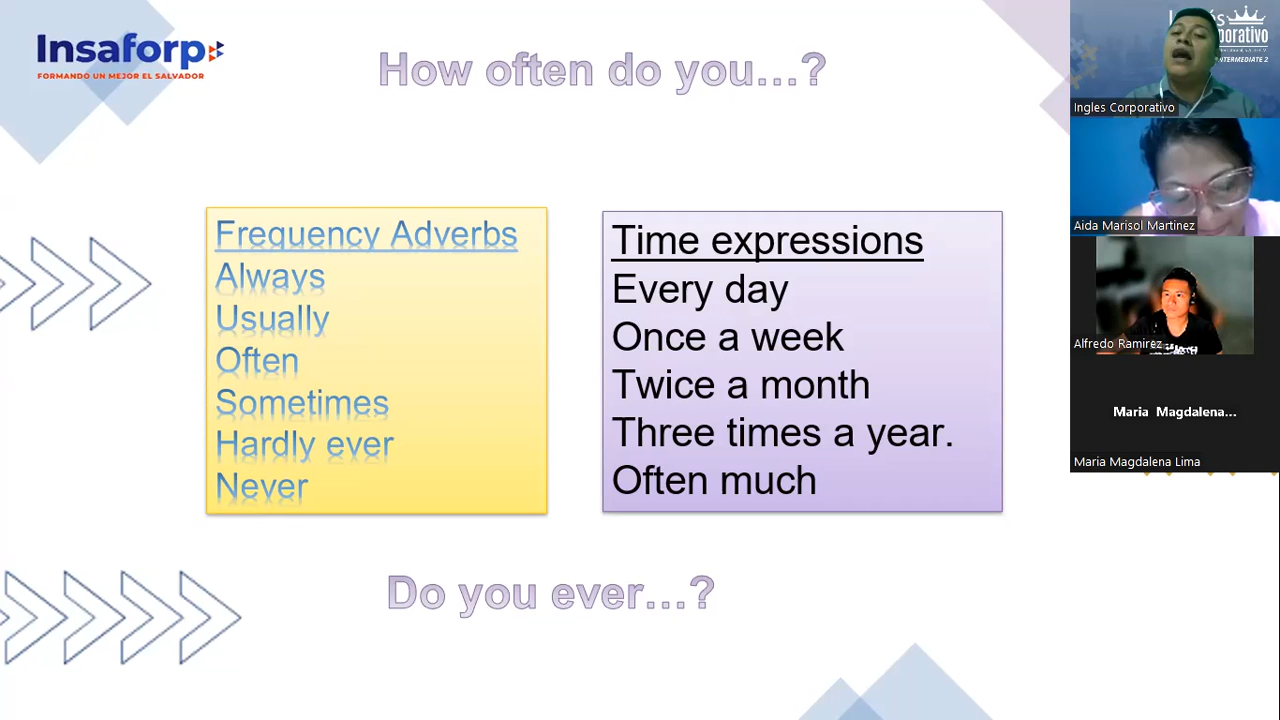 Insaforp
FORMANDO UN MEJOR EL SALVADOR
How often do you…?
Frequency Adverbs
Always
Usually
Often
Sometimes
Hardly ever
Never
Time expressions
Every day
Once a week
Twice a month
Three times a year.
Often much
Do you ever…?
Ingles Corporativo
Aida Marisol Martinez
Alfredo Ramirez
Maria Magdalena...
Maria Magdalena Lima